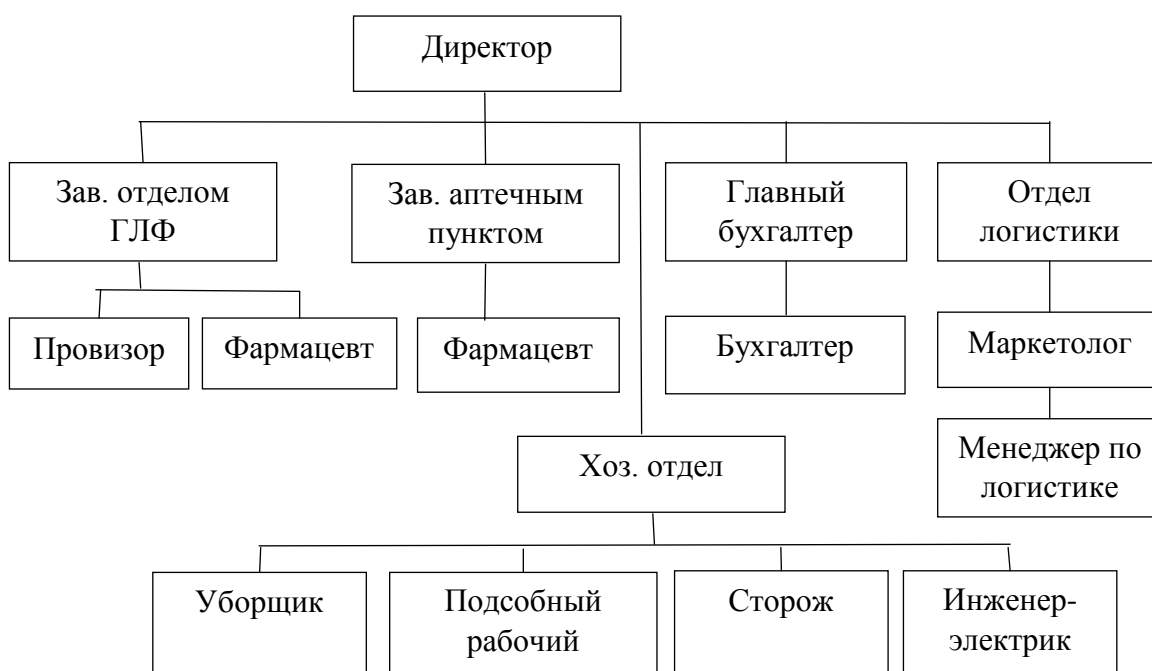 Директор
Зав. отделом
ГЛФ
Зав. аптечным
пунктом
Главный
бухгалтер
Отдел
логистики
Провизор
Фармацевт
Фармацевт
Бухгалтер
Маркетолог
Хоз. отдел
Менеджер по
логистике
Уборщик
Подсобный
рабочий
Сторож
Инженер-
электрик